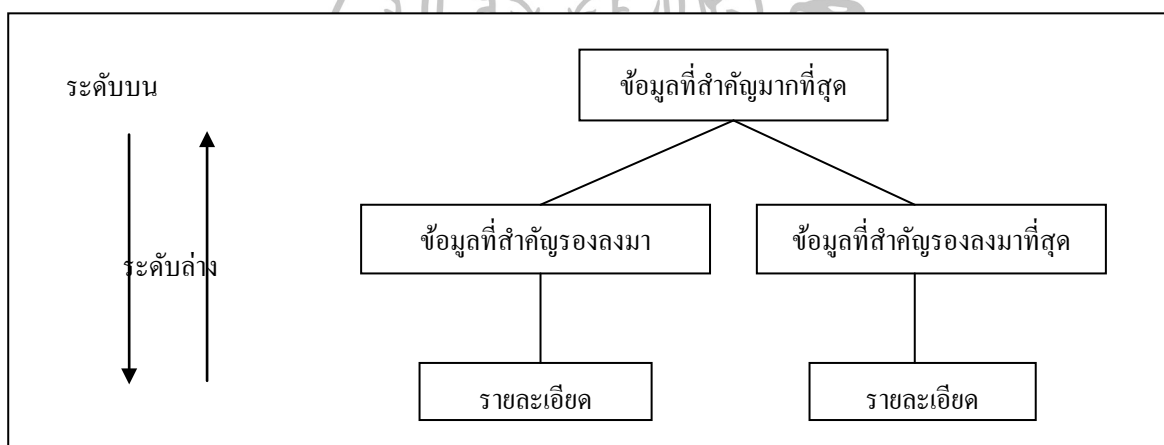 ระดับบน
ข้อมูลที่สำคัญมากที่สุด
ข้อมูลที่สำคัญรองลงมา
ข้อมูลที่สำคัญรองลงมาที่สุด
ระดับล่าง
รายละเอียด
รายละเอียด